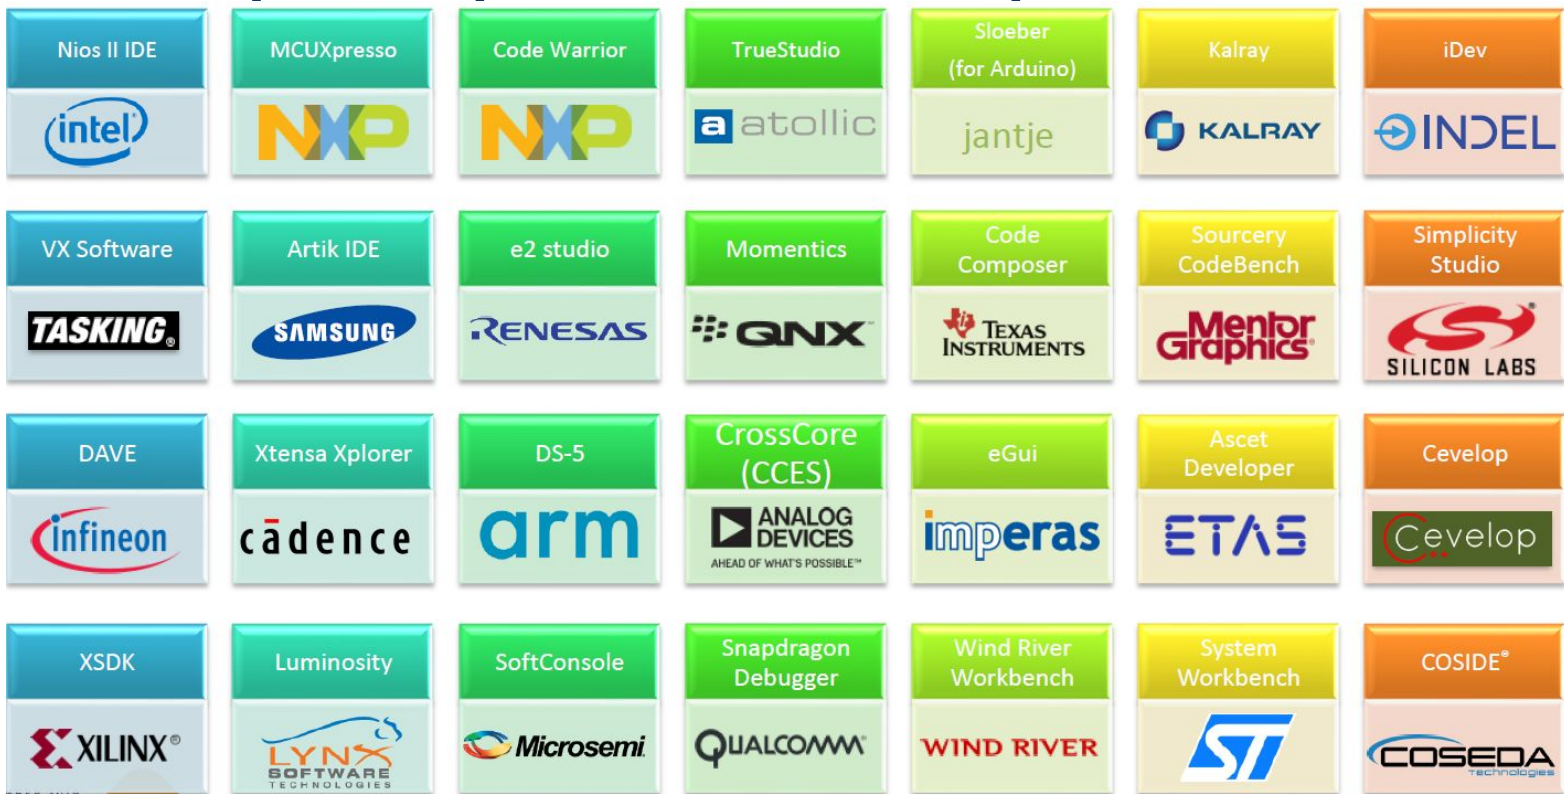 Nios II IDE
MCUXpresso
Code Warrior
TrueStudio
Sloeber
(for Arduino)
Kalray
iDev
intel
NXP
NXP
a atollic
jantje
KALRAY
INDEL
VX Software
Artik IDE
e2 studio
Momentics
Code
Composer
Sourcery
CodeBench
Simplicity
Studio
TASKING®
SAMSUNG
RENESAS
QNX
TEXAS
INSTRUMENTS
Mentor
Graphics®
SILICON LABS
DAVE
Xtensa Xplorer
DS-5
CrossCore
(CCES)
eGui
Ascet
Developer
Cevelop
infineon
cādence
arm
ANALOG
DEVICES
AHEAD OF WHAT'S POSSIBLE™
imperas
ETAS
Cevelop
XSDK
Luminosity
SoftConsole
Snapdragon
Debugger
Wind River
Workbench
System
Workbench
COSIDE®
XILINX®
LYNX
SOFTWARE
TECHNOLOGIES
Microsemi
QUALCOMM
WIND RIVER
ST
COSEDA
Technologies